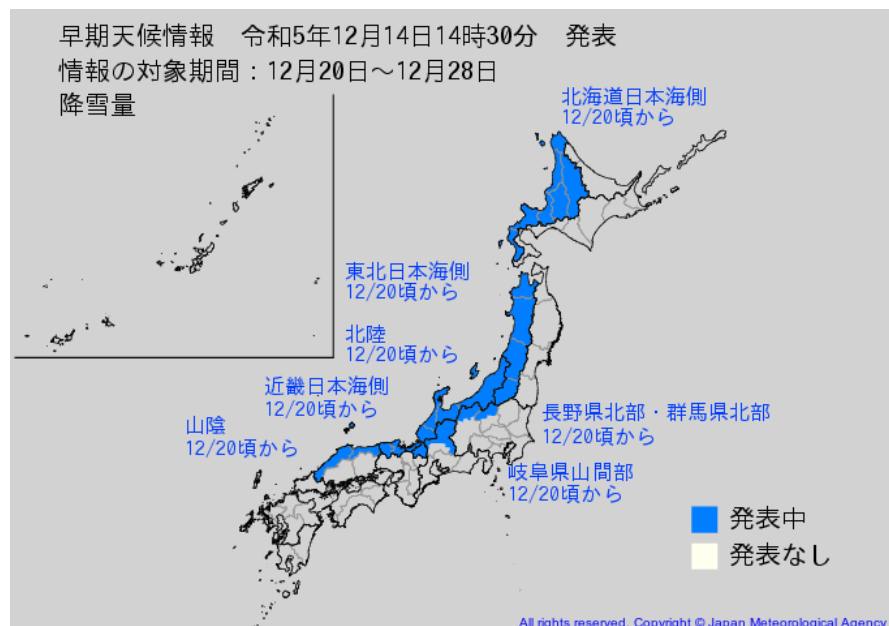 早期天候情報　令和5年12月14日14時30分　発表
情報の対象期間：12月20日～12月28日
降雪量
北海道日本海側
12/20頃から
東北日本海側
12/20頃から
北陸
12/20頃から
近畿日本海側
12/20頃から
山陰
12/20頃から
長野県北部・群馬県北部
12/20頃から
岐阜県山間部
12/20頃から
発表中
発表なし
All rights reserved. Copyright © Japan Meteorological Agency